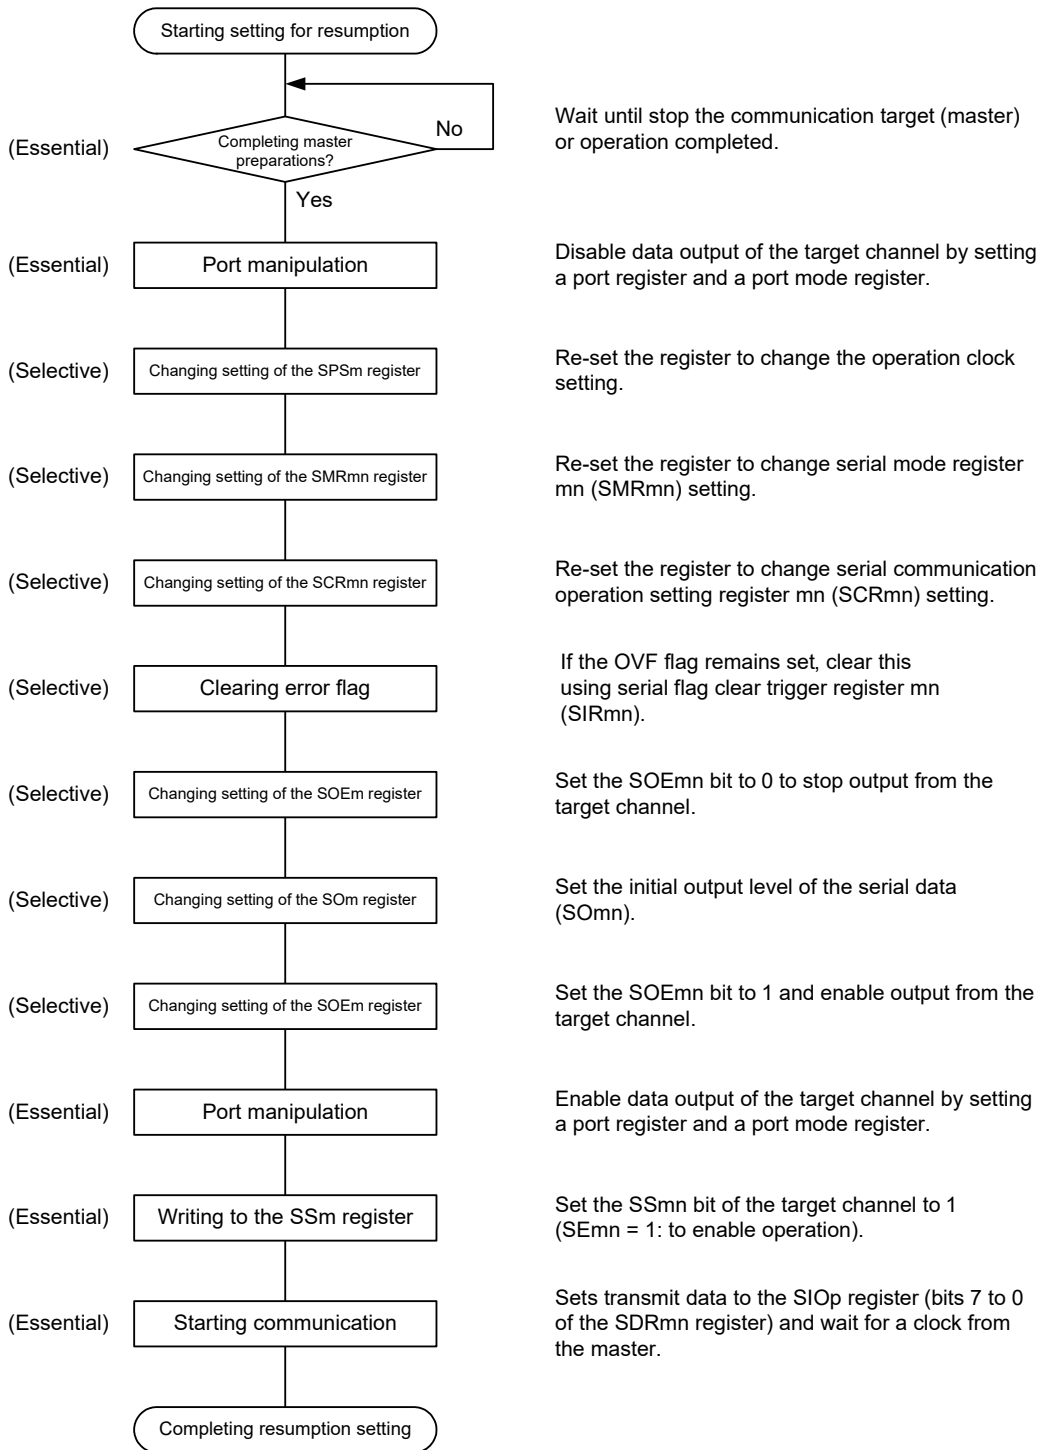 Starting setting for resumption
(Essential)
Completing master
preparations?
No
Yes
Wait until stop the communication target (master)
or operation completed.
(Essential)
Port manipulation
Disable data output of the target channel by setting
a port register and a port mode register.
(Selective)
Changing setting of the SPSm register
Re-set the register to change the operation clock
setting.
(Selective)
Changing setting of the SMRmn register
Re-set the register to change serial mode register
mn (SMRmn) setting.
(Selective)
Changing setting of the SCRmn register
Re-set the register to change serial communication
operation setting register mn (SCRmn) setting.
(Selective)
Clearing error flag
If the OVF flag remains set, clear this
using serial flag clear trigger register mn
(SIRmn).
(Selective)
Changing setting of the SOEm register
Set the SOEmn bit to 0 to stop output from the
target channel.
(Selective)
Changing setting of the SOm register
Set the initial output level of the serial data
(SOmn).
(Selective)
Changing setting of the SOEm register
Set the SOEmn bit to 1 and enable output from the
target channel.
(Essential)
Port manipulation
Enable data output of the target channel by setting
a port register and a port mode register.
(Essential)
Writing to the SSm register
Set the SSmn bit of the target channel to 1
(SEmn = 1: to enable operation).
(Essential)
Starting communication
Sets transmit data to the SIOp register (bits 7 to 0
of the SDRmn register) and wait for a clock from
the master.
Completing resumption setting